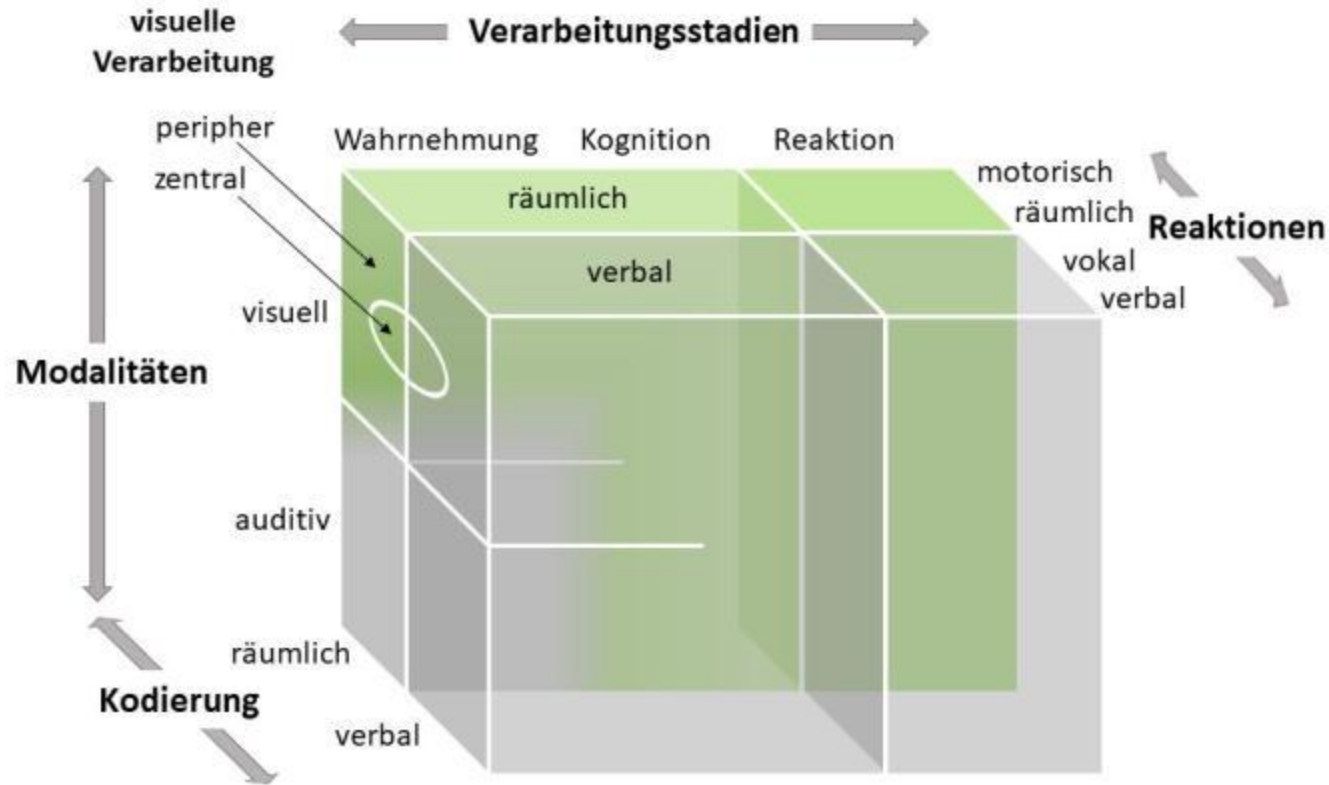 visuelle
Verarbeitung
Verarbeitungsstadien
peripher
zentral
Wahrnehmung
Kognition
Reaktion
räumlich
verbal
motorisch
räumlich
vokal
verbal
Reaktionen
visuell
Modalitäten
auditiv
räumlich
Kodierung
verbal